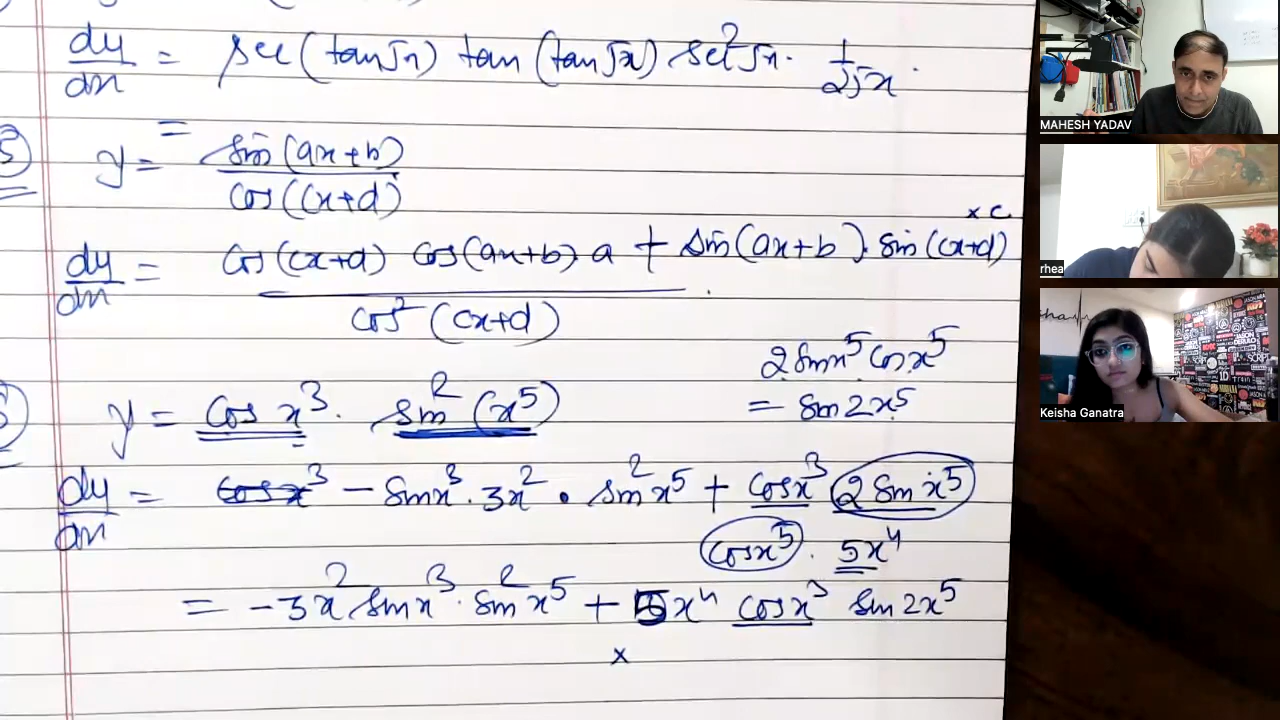 dy/dx = sec(tan√x) tan(tan√x) sec²√x · 1/2√x ·
=
5)
y = sin(ax+b)/cos(cx+d)
× c
dy/dx = cos(cx+d) cos(ax+b) · a + sin(ax+b) · sin(cx+d)
cos²(cx+d)
2 sin x⁵ cos x⁵
= sin 2x⁵
y = cos x³ · sin² (x⁵)
dy/dx = cos x³ − sin x³ · 3x² · sin² x⁵ + cos x³ 2 sin x⁵
cos x⁵ · 5x⁴
= −3x² sin x³ · sin² x⁵ + 5x⁴ cos x³ sin 2x⁵
×
MAHESH YADAV
rhea
Keisha Ganatra